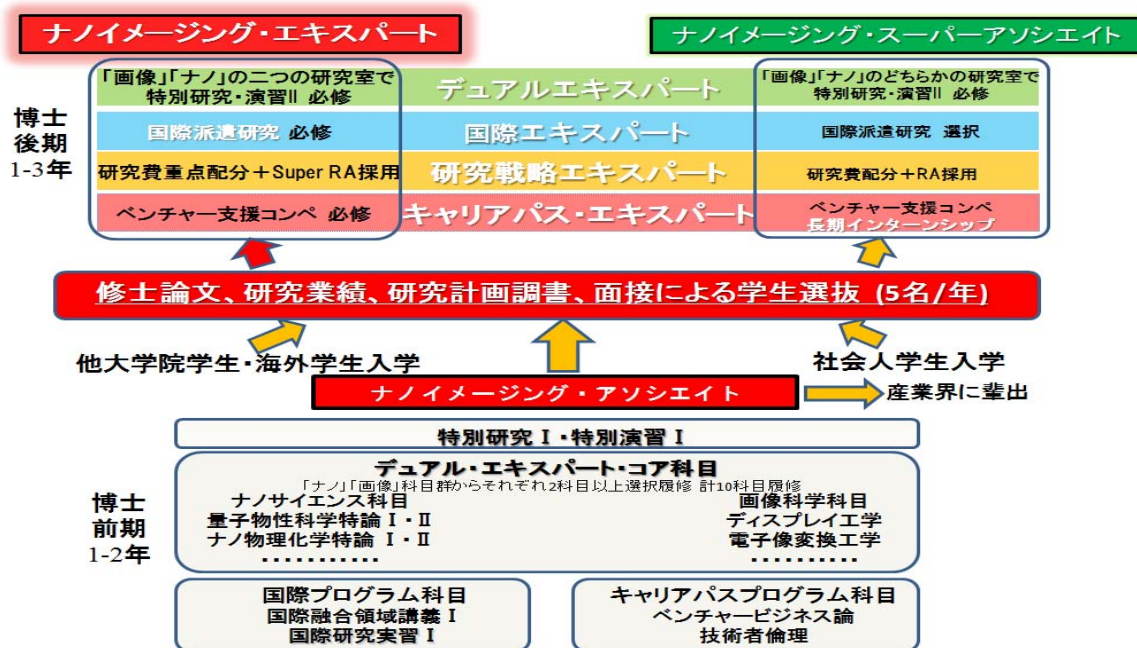 ナノイメージング・エキスパート
ナノイメージング・スーパーアソシエイト
博士
後期
1-3年
「画像」「ナノ」の二つの研究室で
特別研究・演習II 必修
デュアルエキスパート
「画像」「ナノ」のどちらかの研究室で
特別研究・演習II 必修
国際派遣研究 必修
国際エキスパート
国際派遣研究 選択
研究費重点配分+Super RA採用
研究戦略エキスパート
研究費配分+RA採用
ベンチャー支援コンペ 必修
キャリアパス・エキスパート
ベンチャー支援コンペ
長期インターンシップ
修士論文、研究業績、研究計画調書、面接による学生選抜 (5名/年)
他大学院学生・海外学生入学
社会人学生入学
ナノイメージング・アソシエイト
産業界に輩出
博士
前期
1-2年
特別研究 I・特別演習 I
デュアル・エキスパート・コア科目
「ナノ」「画像」科目群からそれぞれ2科目以上選択履修 計10科目履修
ナノサイエンス科目
量子物性科学特論 I・II
ナノ物理化学特論 I・II
・・・・・・・・・・・
画像科学科目
ディスプレイ工学
電子像変換工学
・・・・・・・・・・
国際プログラム科目
国際融合領域講義 I
国際研究実習 I
キャリアパスプログラム科目
ベンチャービジネス論
技術者倫理